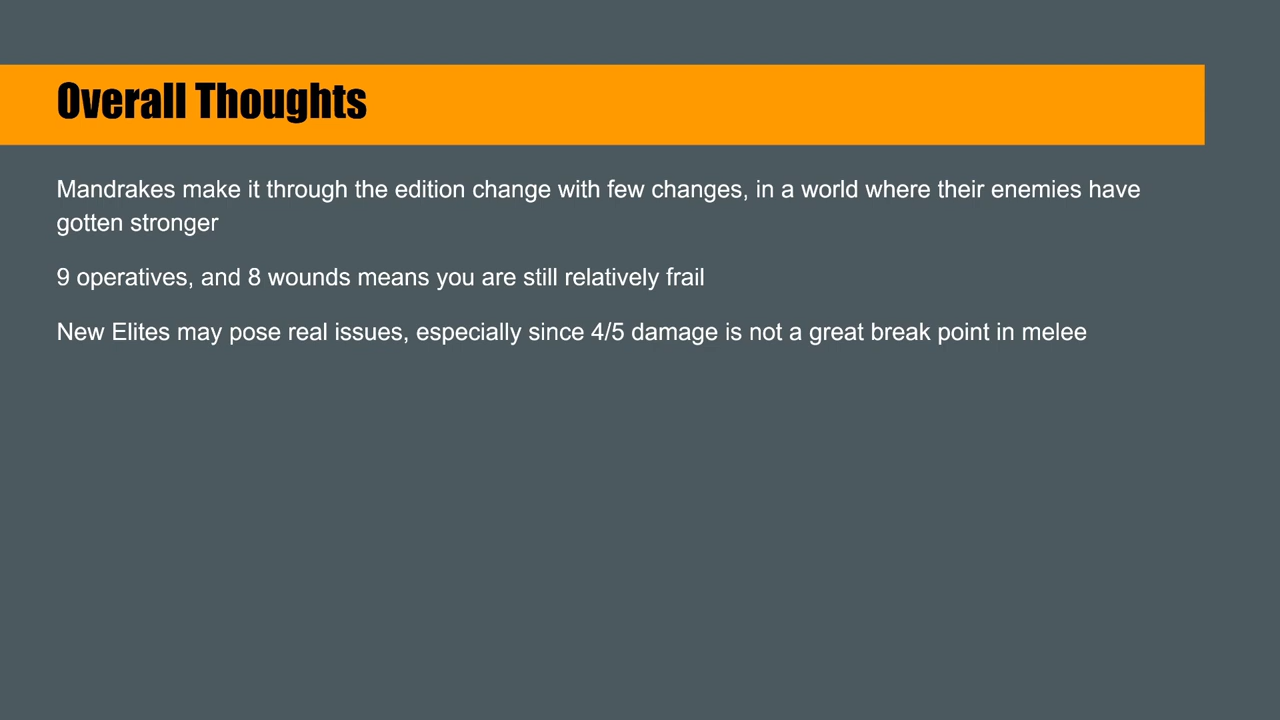 Overall Thoughts
Mandrakes make it through the edition change with few changes, in a world where their enemies have
gotten stronger
9 operatives, and 8 wounds means you are still relatively frail
New Elites may pose real issues, especially since 4/5 damage is not a great break point in melee